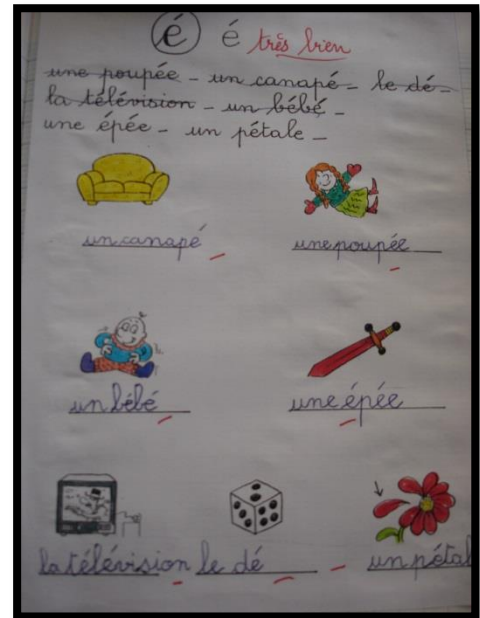 é é très bien
une poupée - un canapé - le dé -
la télévision - un bébé -
une épée - un pétale -
un canapé une poupée
un bébé une épée
la télévision le dé un pétal